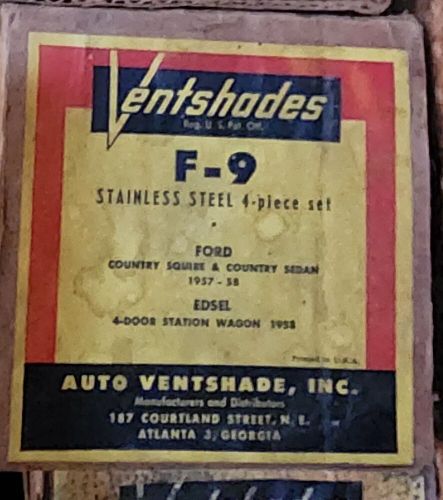 Ventshades
Reg. U. S. Pat. Off.
F-9
STAINLESS STEEL 4-piece set
FORD
COUNTRY SQUIRE & COUNTRY SEDAN
1957 - 58
EDSEL
4-DOOR STATION WAGON 1958
Printed in U.S.A.
AUTO VENTSHADE, INC.
Manufacturers and Distributors
187 COURTLAND STREET, N. E.
ATLANTA 3, GEORGIA
Ventshades